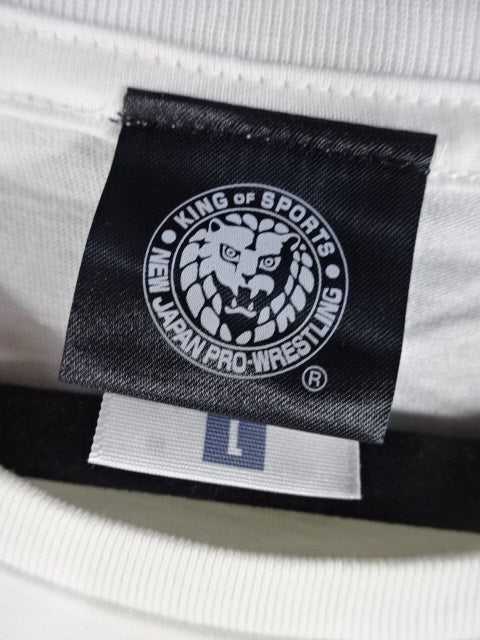 KING OF SPORTS
NEW JAPAN PRO-WRESTLING
®
L